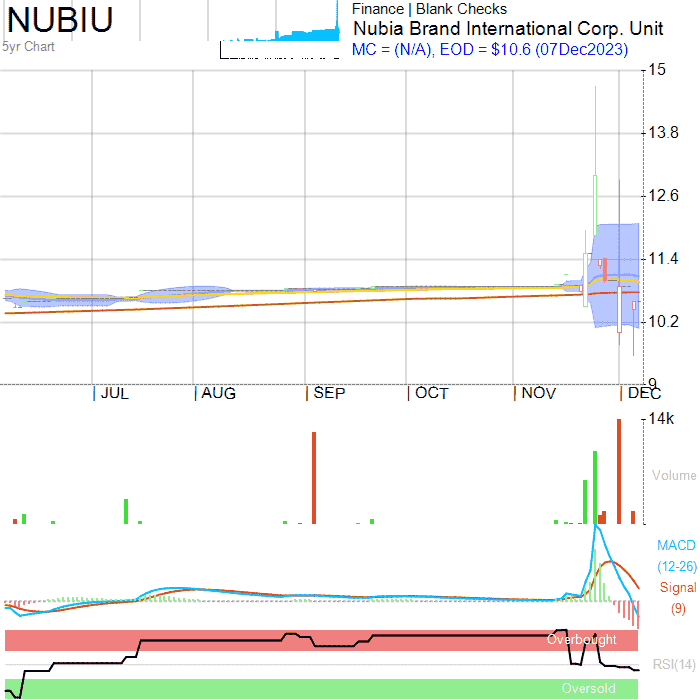 NUBIU
5yr Chart
Finance | Blank Checks
Nubia Brand International Corp. Unit
MC = (N/A), EOD = $10.6 (07Dec2023)
15
13.8
12.6
11.4
10.2
9
JUL AUG SEP OCT NOV DEC
14k
Volume
MACD
(12-26)
Signal
(9)
Overbought
RSI(14)
Oversold